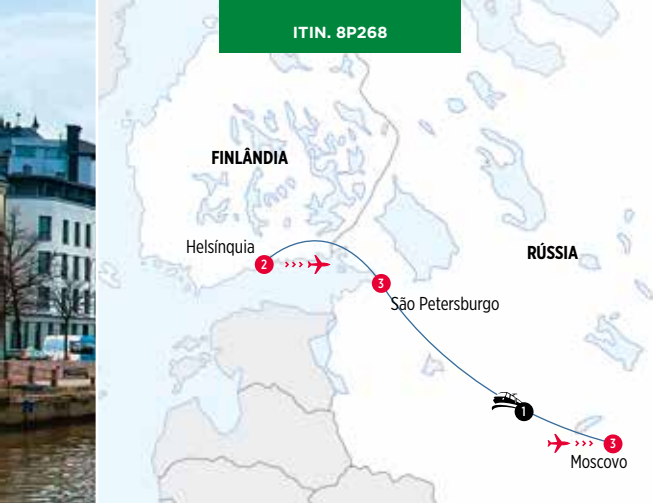 ITIN. 8P268
FINLÂNDIA
Helsínquia
2
RÚSSIA
3
São Petersburgo
1
3
Moscovo